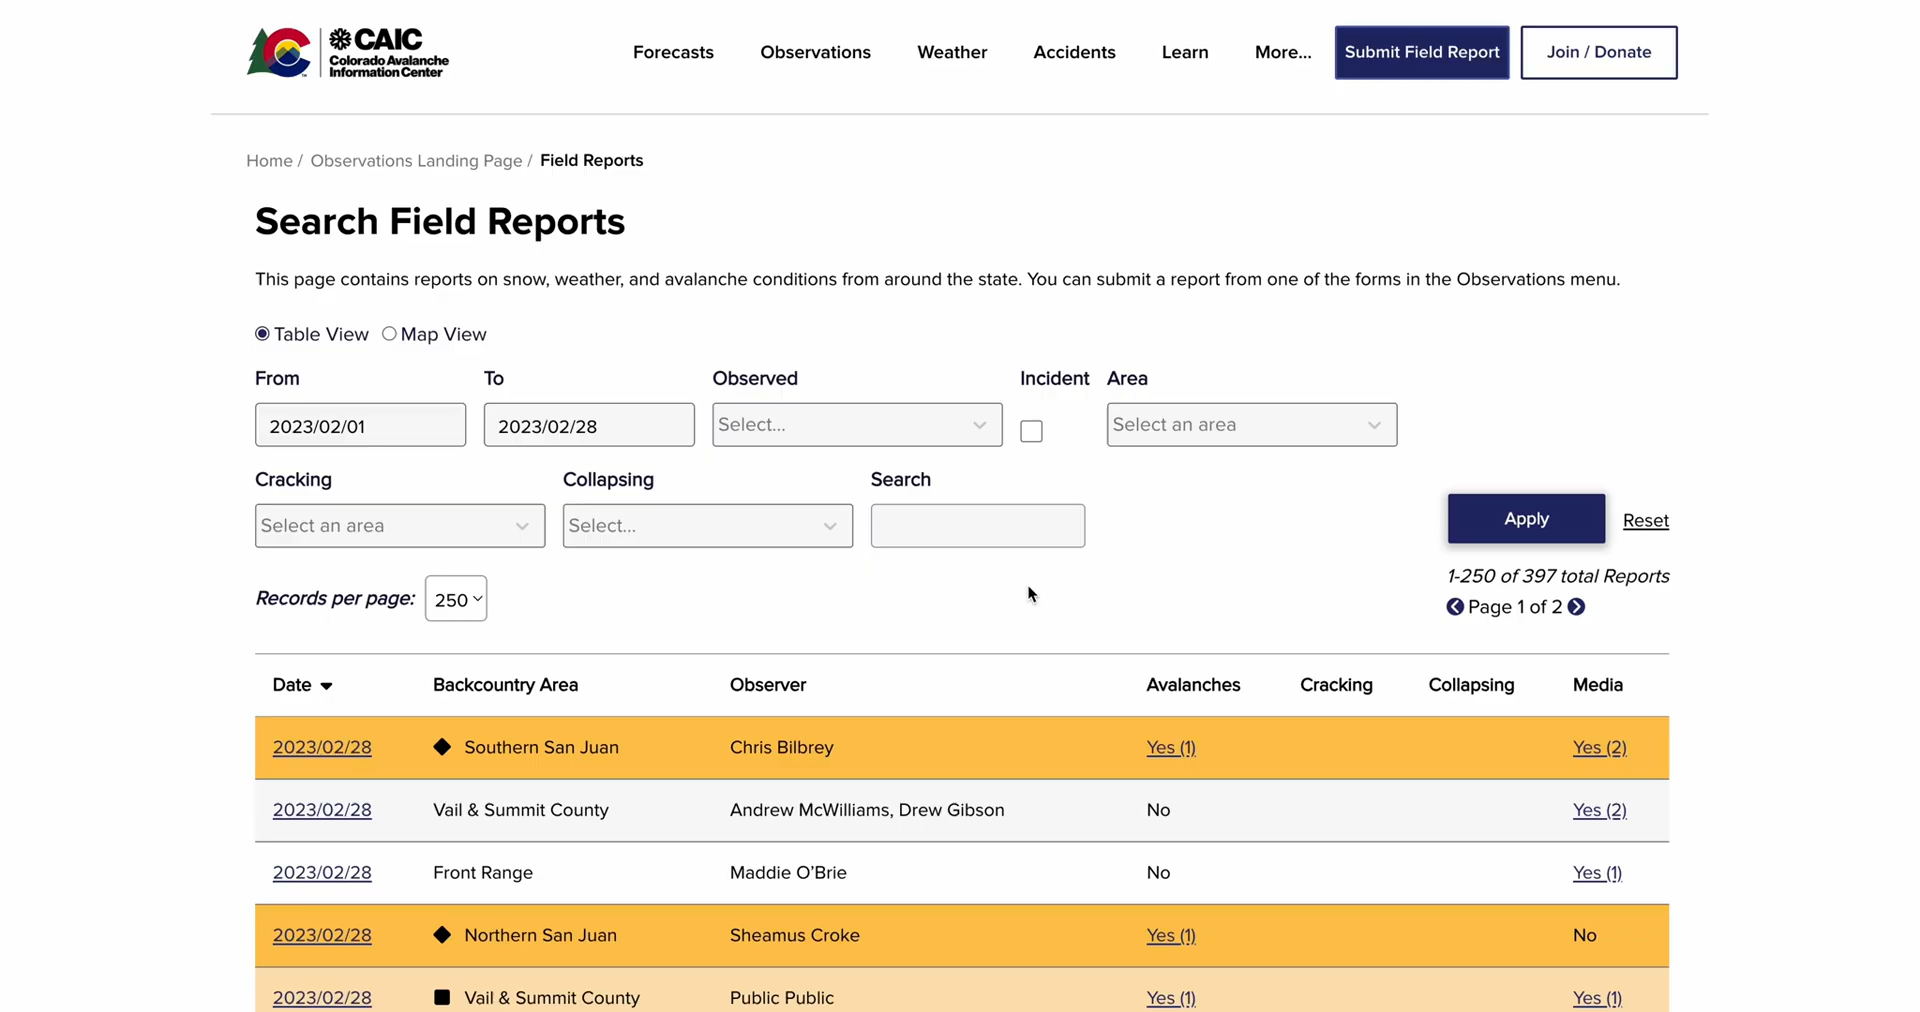 CAIC
Colorado Avalanche
Information Center
Forecasts Observations Weather Accidents Learn More... Submit Field Report Join / Donate
Home / Observations Landing Page / Field Reports
Search Field Reports
This page contains reports on snow, weather, and avalanche conditions from around the state. You can submit a report from one of the forms in the Observations menu.
Table View Map View
From To Observed Incident Area
2023/02/01 2023/02/28 Select... Select an area
Cracking Collapsing Search
Select an area Select... Apply Reset
1-250 of 397 total Reports
Records per page: 250 Page 1 of 2
Date Backcountry Area Observer Avalanches Cracking Collapsing Media
2023/02/28 Southern San Juan Chris Bilbrey Yes (1) Yes (2)
2023/02/28 Vail & Summit County Andrew McWilliams, Drew Gibson No Yes (2)
2023/02/28 Front Range Maddie O'Brie No Yes (1)
2023/02/28 Northern San Juan Sheamus Croke Yes (1) No
2023/02/28 Vail & Summit County Public Public Yes (1) Yes (1)